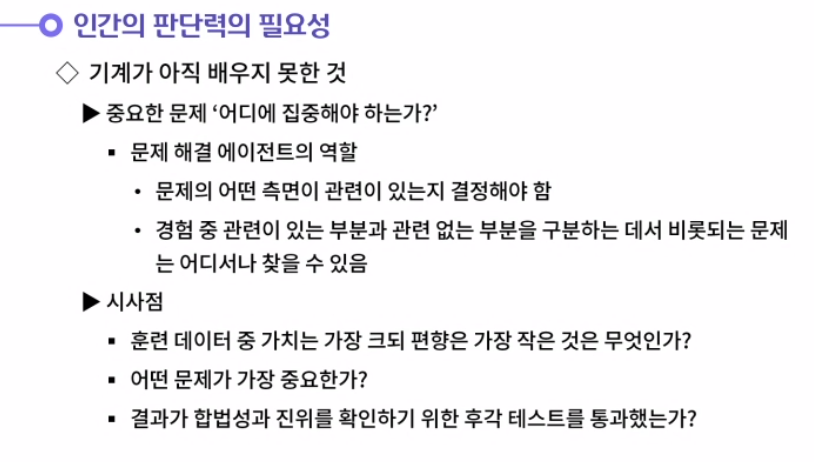 인간의 판단력의 필요성
◇ 기계가 아직 배우지 못한 것
▶ 중요한 문제 ‘어디에 집중해야 하는가?’
▪ 문제 해결 에이전트의 역할
• 문제의 어떤 측면이 관련이 있는지 결정해야 함
• 경험 중 관련이 있는 부분과 관련 없는 부분을 구분하는 데서 비롯되는 문제
는 어디서나 찾을 수 있음
▶ 시사점
▪ 훈련 데이터 중 가치는 가장 크되 편향은 가장 작은 것은 무엇인가?
▪ 어떤 문제가 가장 중요한가?
▪ 결과가 합법성과 진위를 확인하기 위한 후각 테스트를 통과했는가?